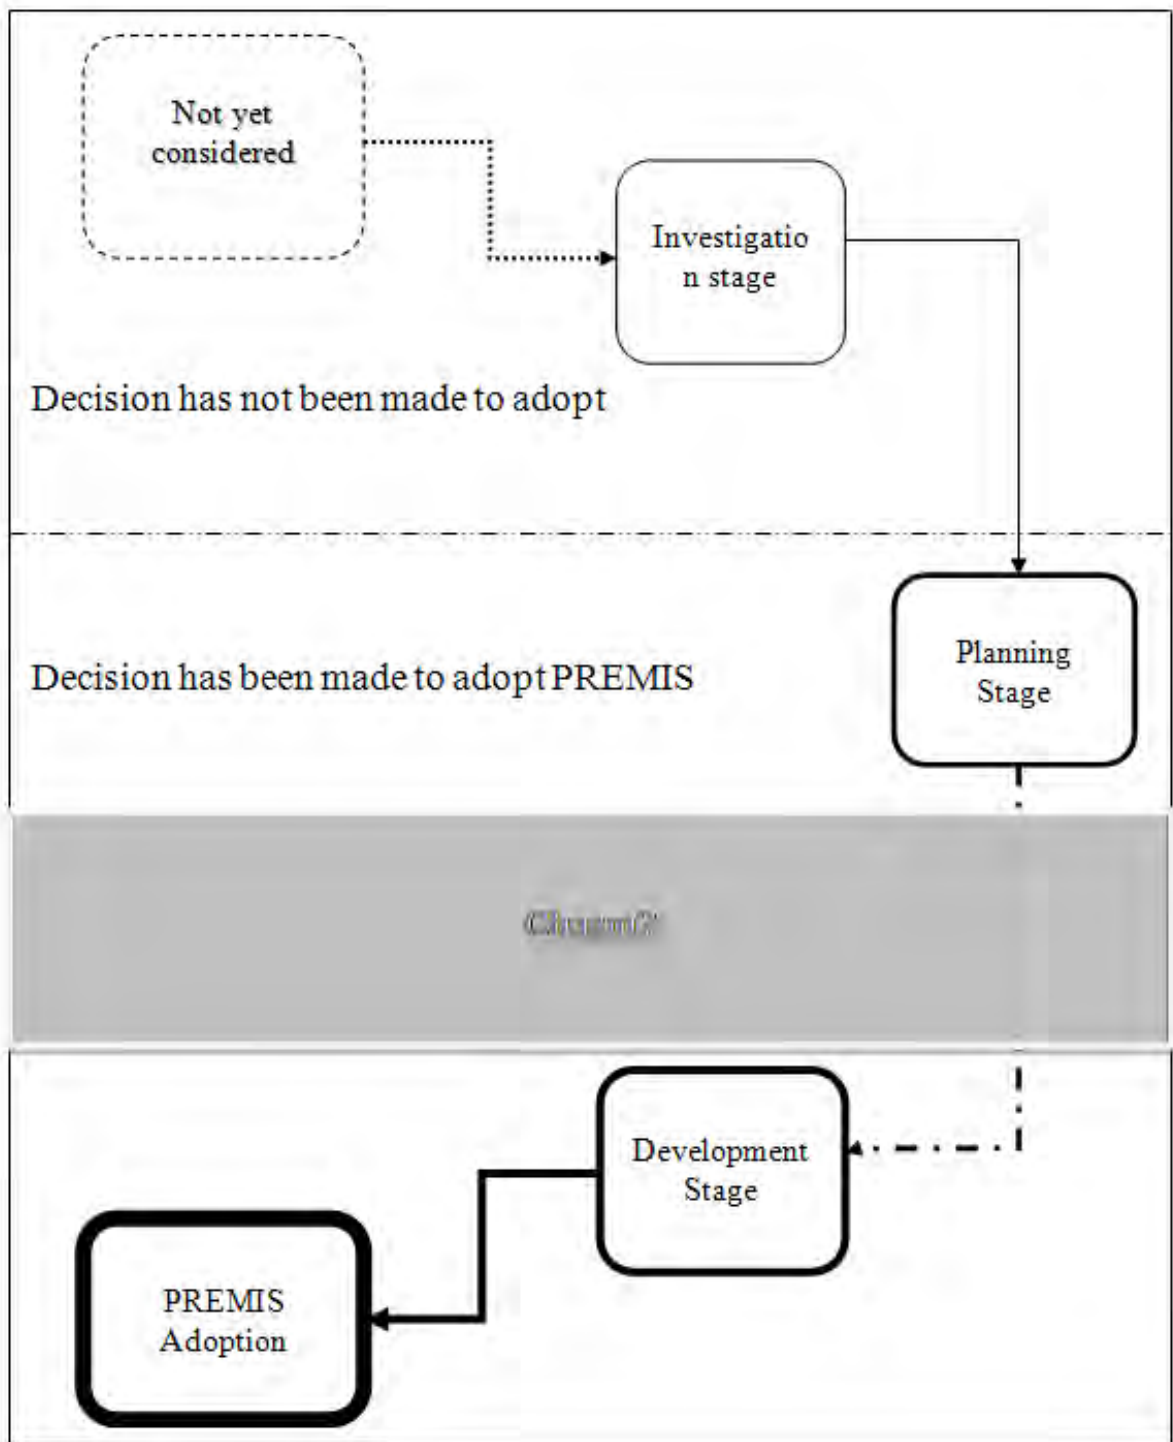 Not yet
considered
Investigatio
n stage
Decision has not been made to adopt
Decision has been made to adopt PREMIS
Planning
Stage
Development
Stage
PREMIS
Adoption